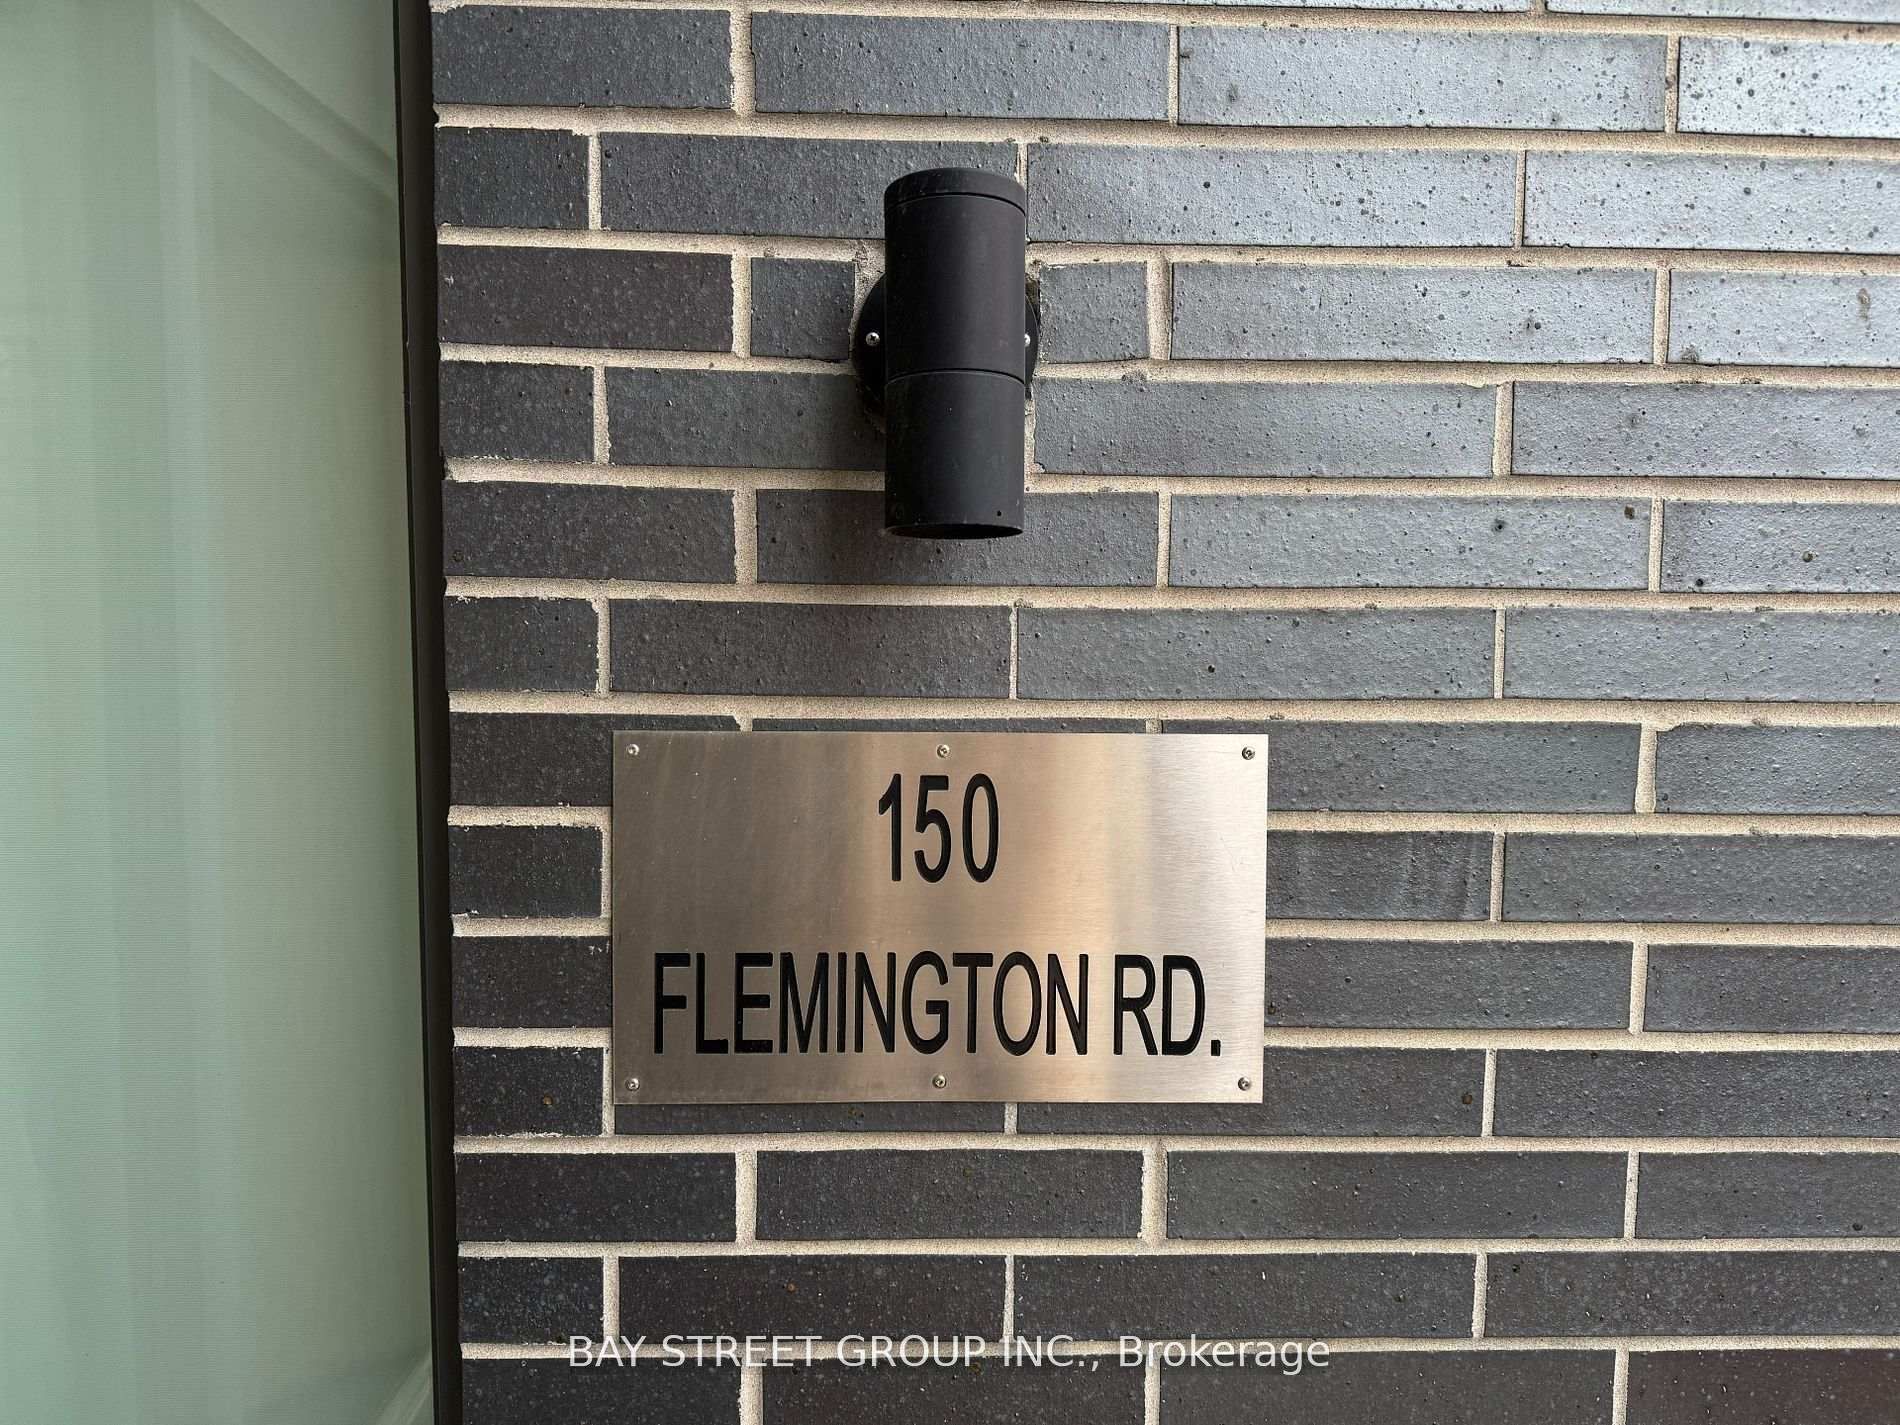 150
FLEMINGTON RD.
BAY STREET GROUP INC., Brokerage